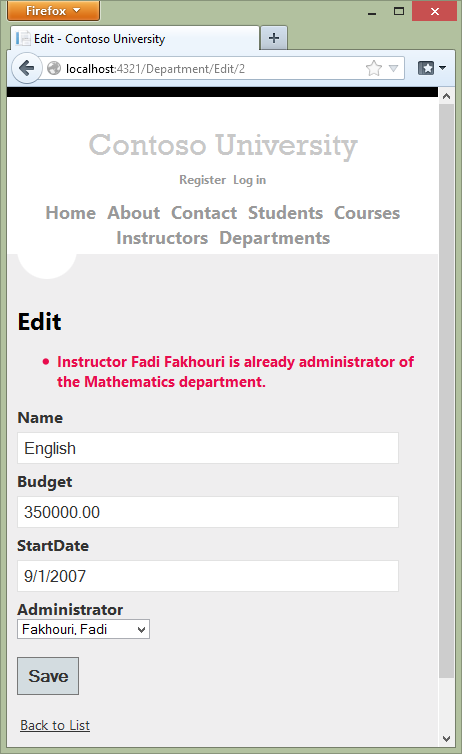 Firefox
Edit - Contoso University
localhost:4321/Department/Edit/2
Contoso University
Register Log in
Home About Contact Students Courses
Instructors Departments
Edit
Instructor Fadi Fakhouri is already administrator of
the Mathematics department.
Name
English
Budget
350000.00
StartDate
9/1/2007
Administrator
Fakhouri, Fadi
Save
Back to List